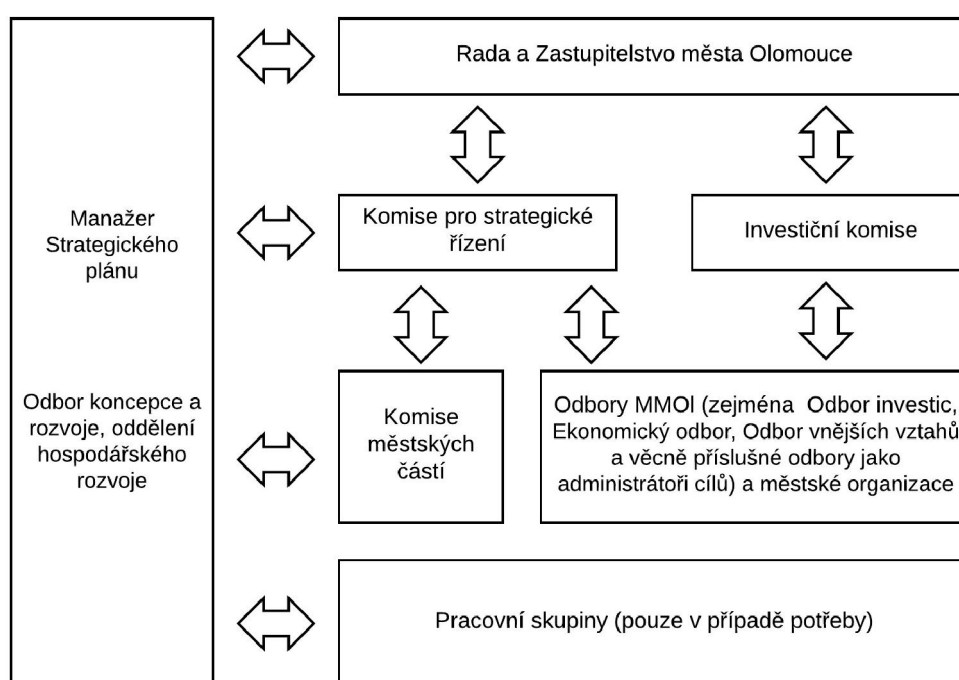 Rada a Zastupitelstvo města Olomouce
Manažer
Strategického
plánu
Komise pro strategické
řízení
Investiční komise
Odbor koncepce a
rozvoje, oddělení
hospodářského
rozvoje
Komise
městských
částí
Odbory MMOl (zejména Odbor investic,
Ekonomický odbor, Odbor vnějších vztahů
a věcně příslušné odbory jako
administrátoři cílů) a městské organizace
Pracovní skupiny (pouze v případě potřeby)